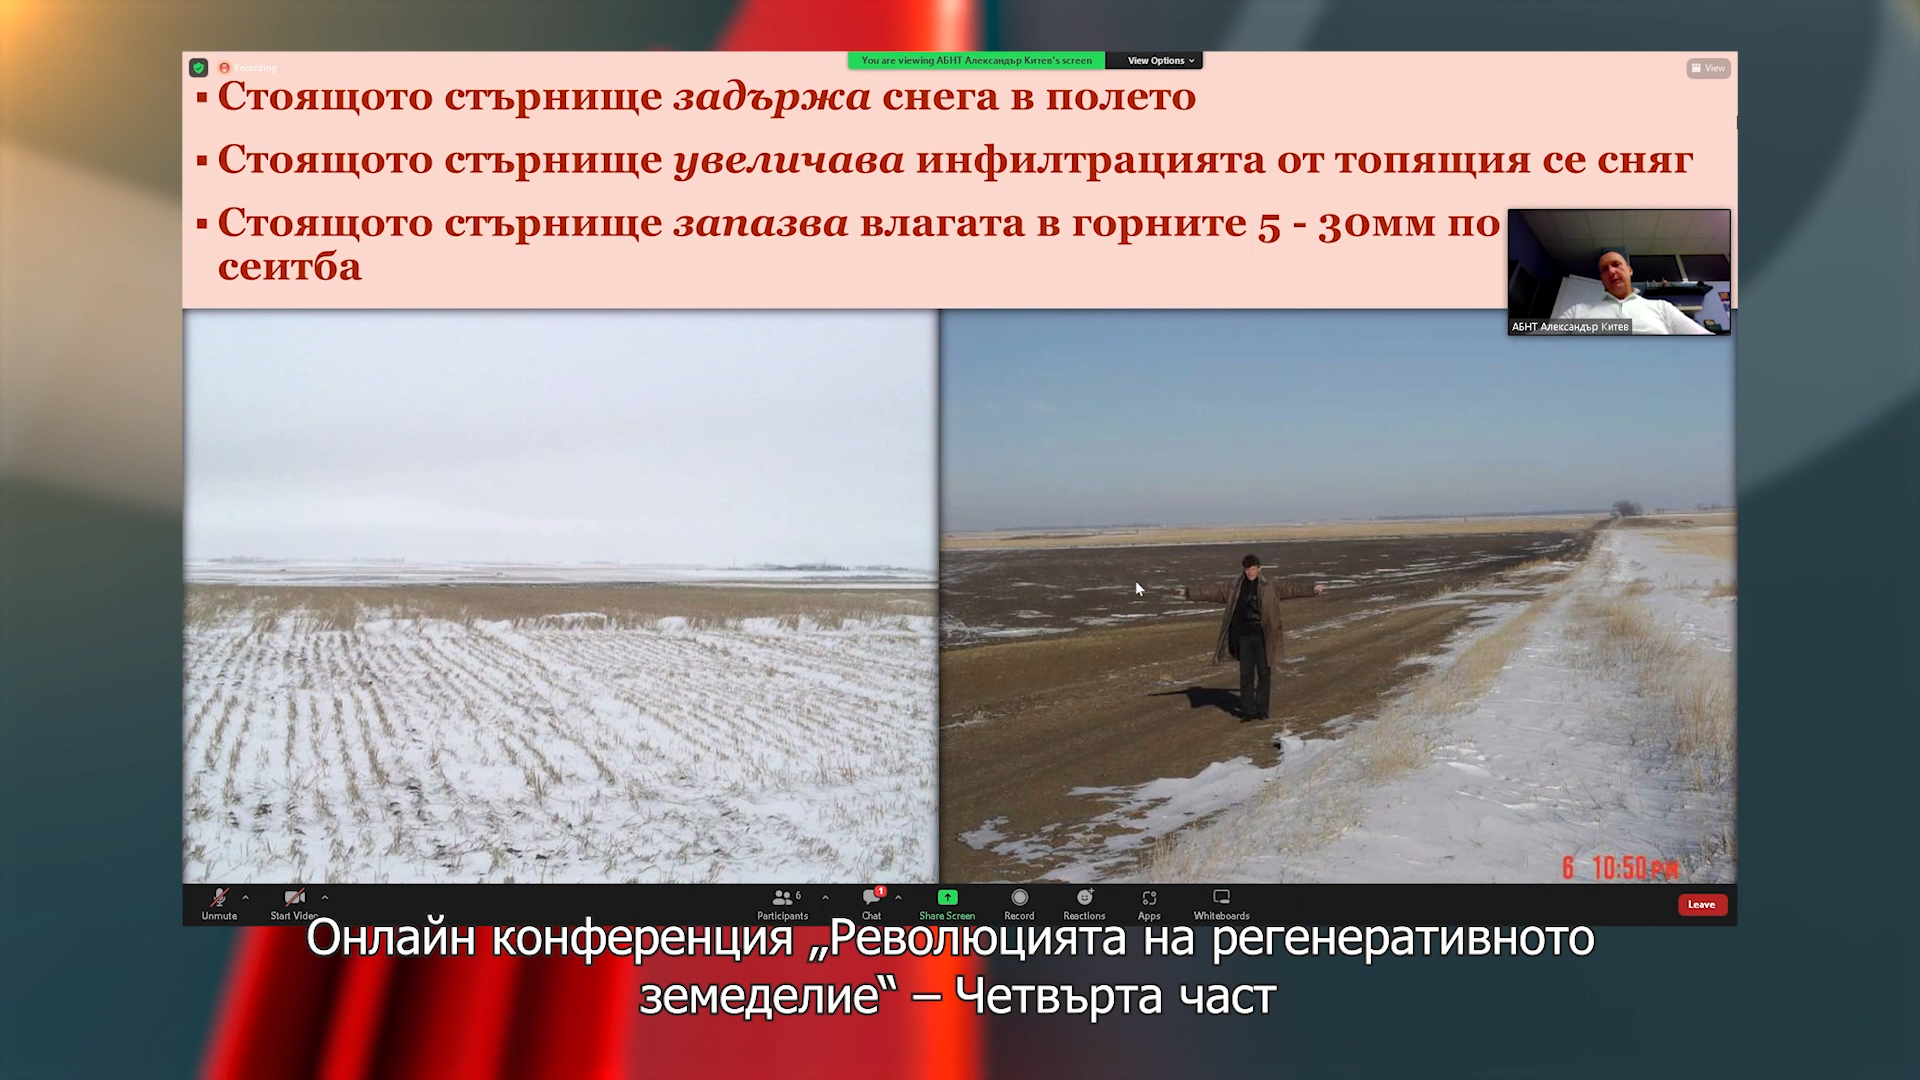 Recording
You are viewing АБНТ Александър Китев's screen
View Options
View
▪ Стоящото стърнище задържа снега в полето
▪ Стоящото стърнище увеличава инфилтрацията от топящия се сняг
▪ Стоящото стърнище запазва влагата в горните 5 - 30мм по
сеитба
АБНТ Александър Китев
6 10:50PM
6
1
Unmute
Start Video
Participants
Chat
Share Screen
Record
Reactions
Apps
Whiteboards
Leave
Онлайн конференция „Революцията на регенеративното
земеделие“ – Четвърта част